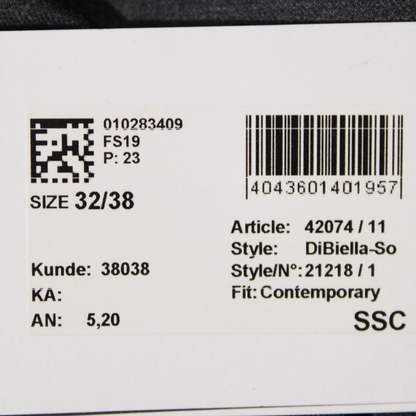 010283409
FS19
P: 23
SIZE 32/38
4043601401957
Article: 42074 / 11
Style: DiBiella-So
Style/N°: 21218 / 1
Fit: Contemporary
Kunde: 38038
KA:
AN: 5,20
SSC